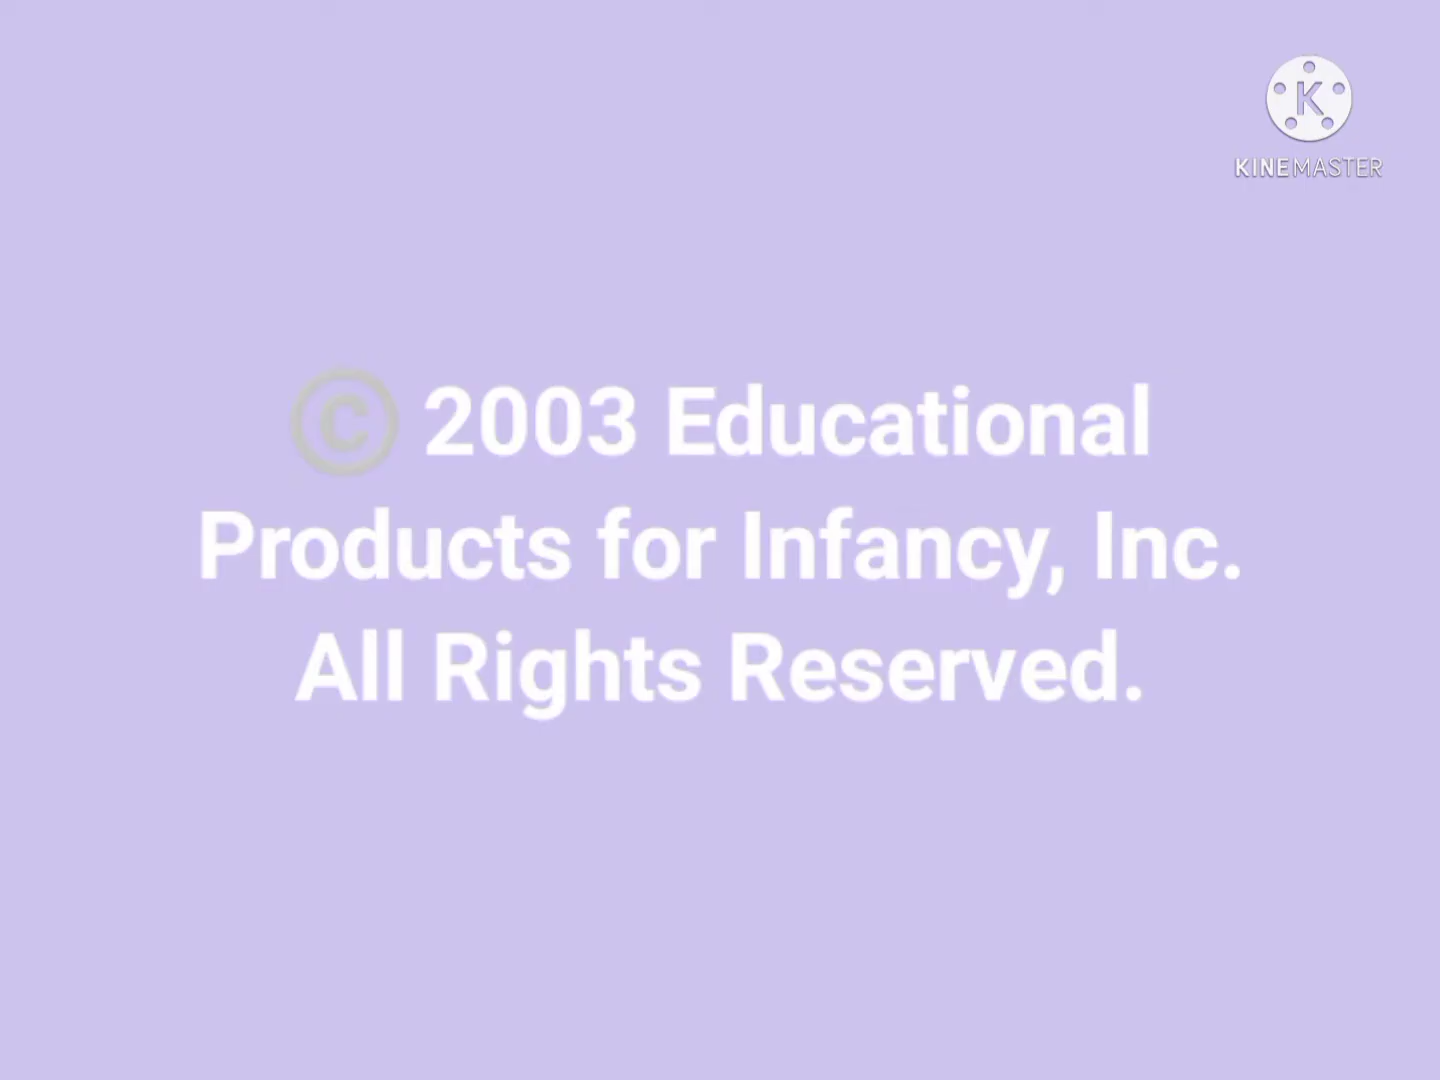 KINEMASTER
© 2003 Educational
Products for Infancy, Inc.
All Rights Reserved.